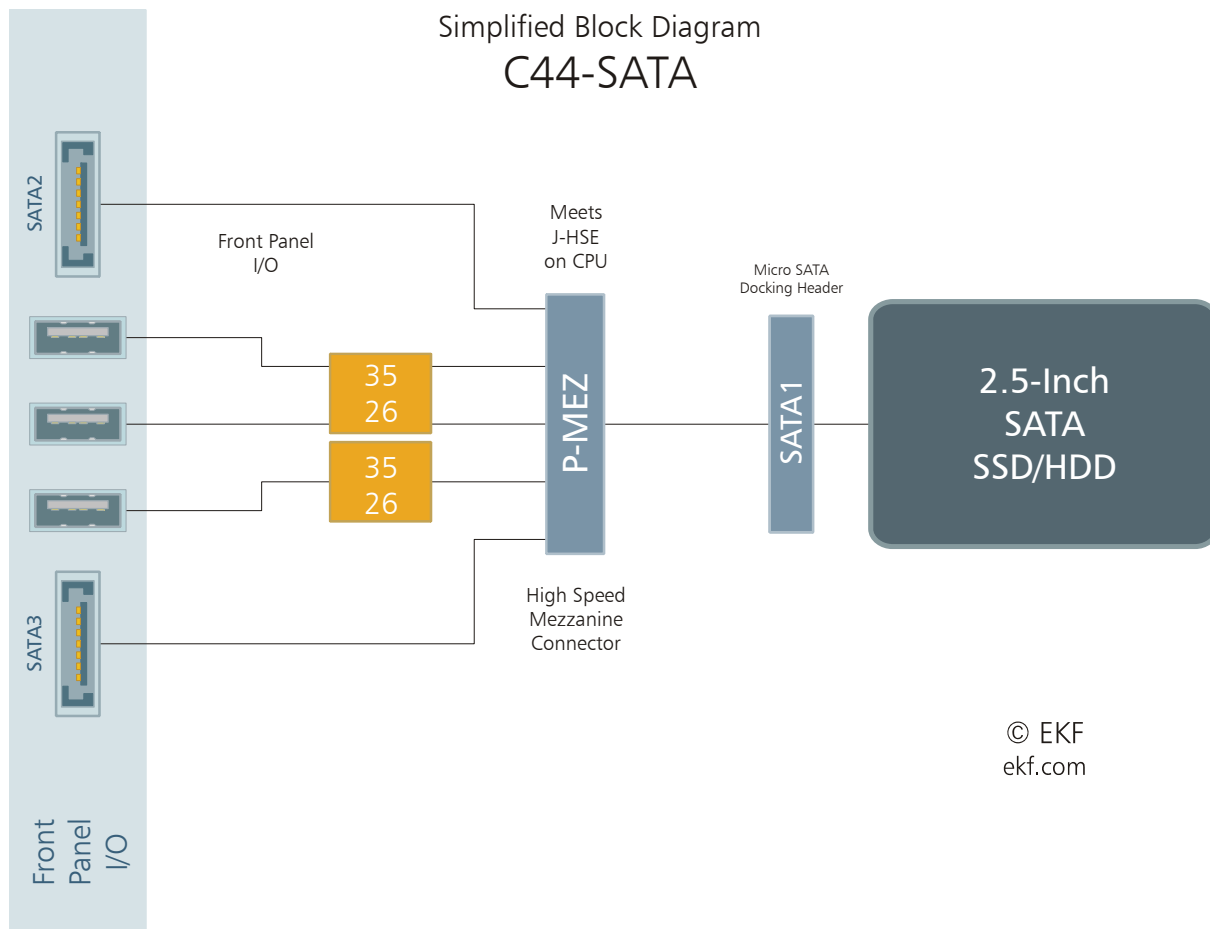 Simplified Block Diagram
C44-SATA
SATA2
Front Panel
I/O
Meets
J-HSE
on CPU
Micro SATA
Docking Header
35
26
35
26
P-MEZ
SATA1
2.5-Inch
SATA
SSD/HDD
High Speed
Mezzanine
Connector
SATA3
© EKF
ekf.com
Front
Panel
I/O